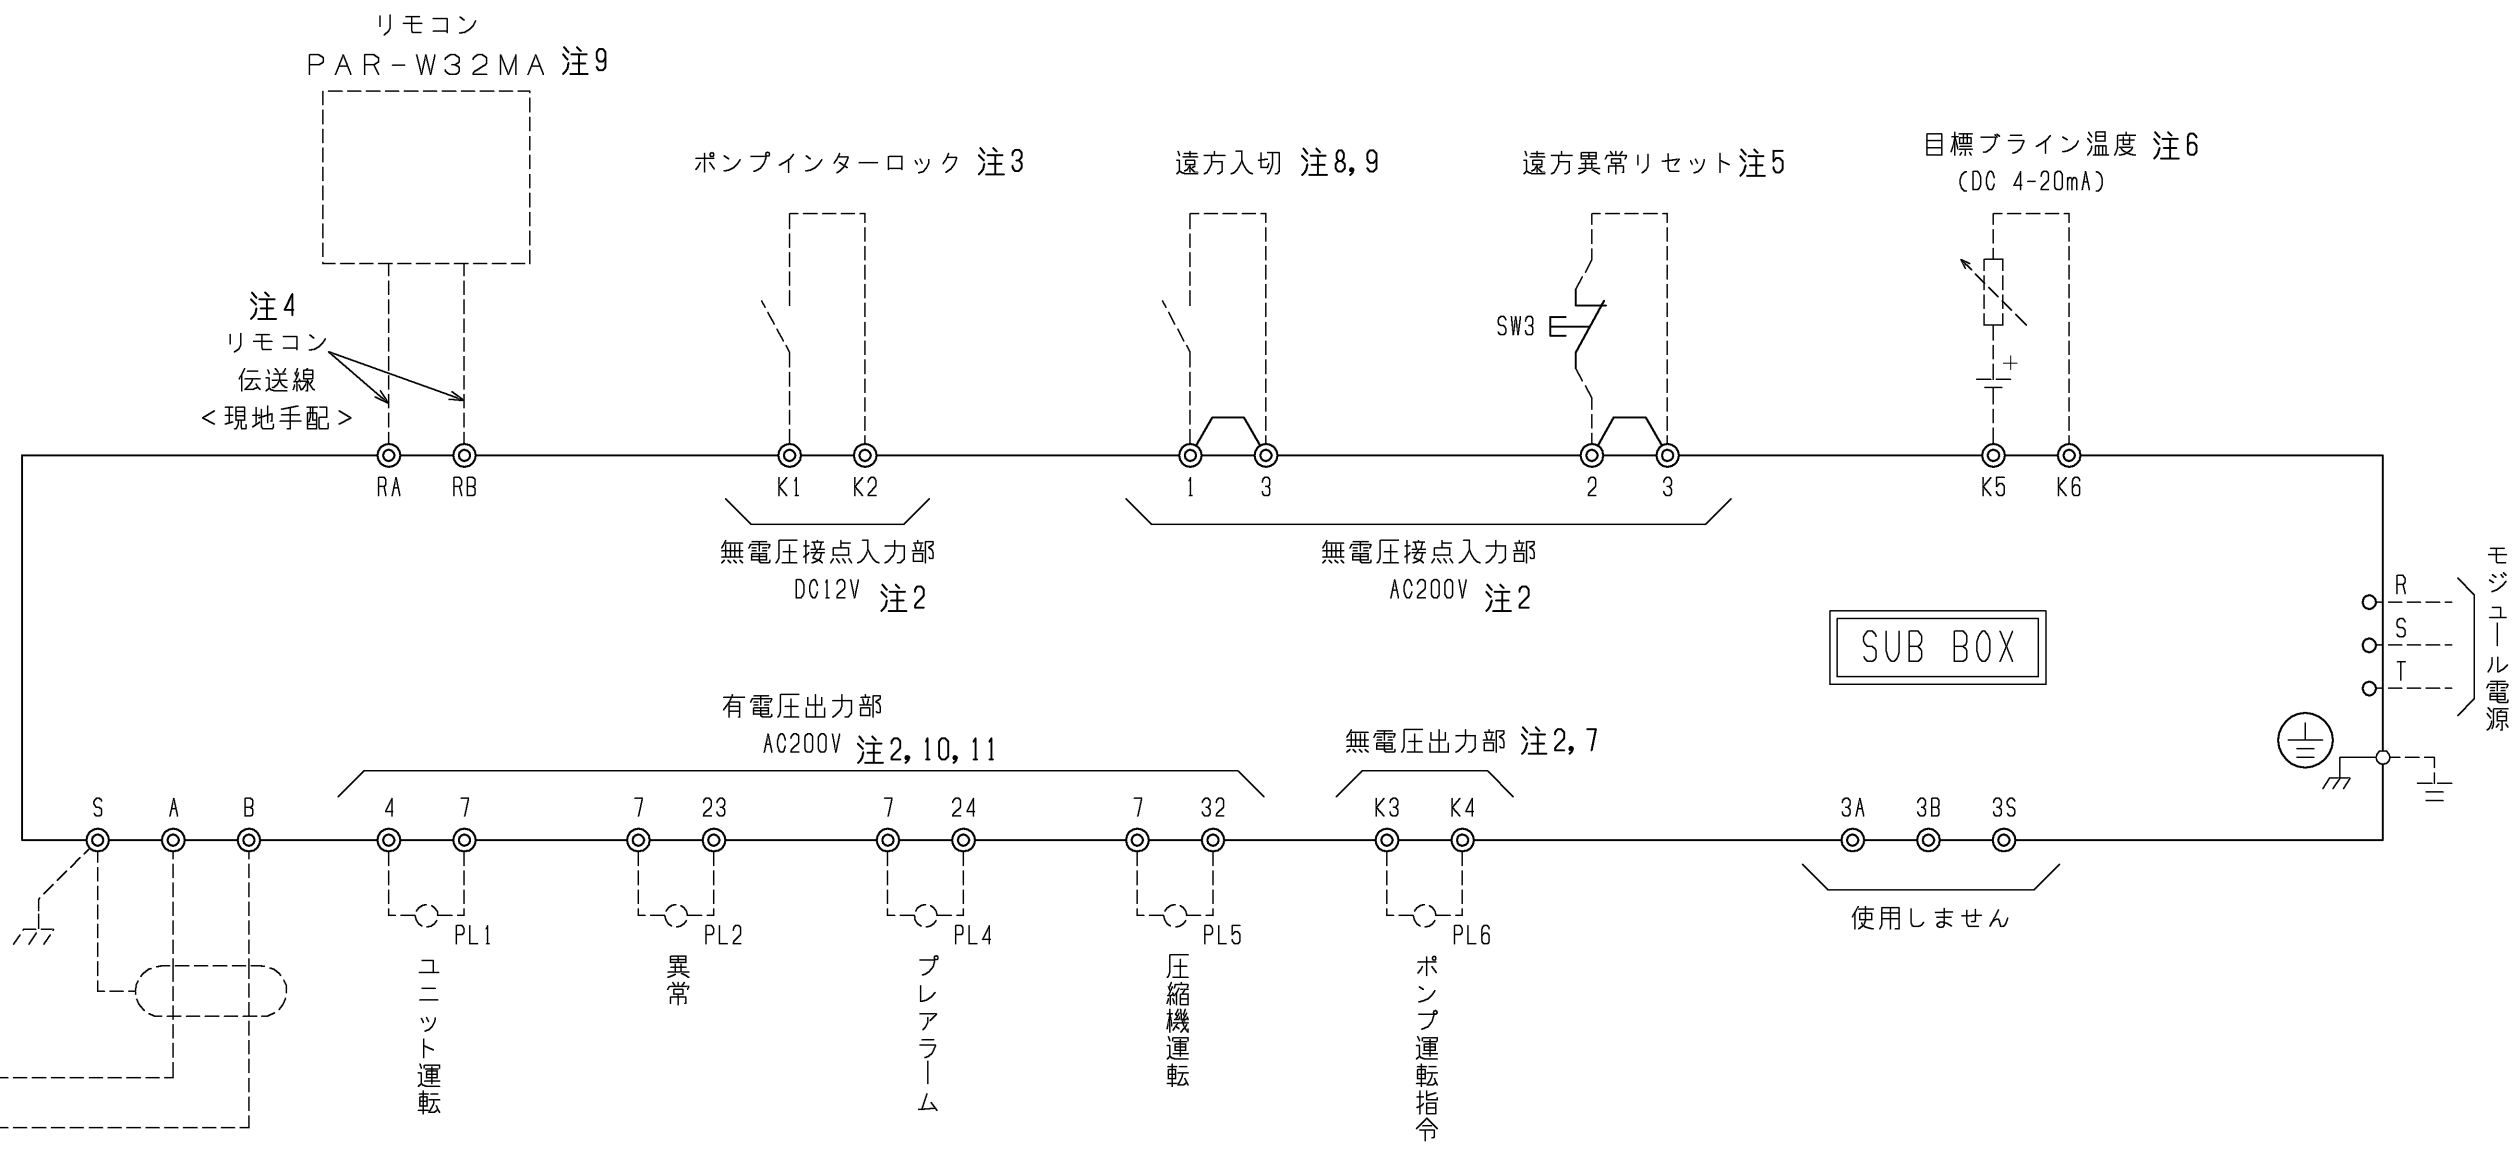 リモコン
PAR-W32MA 注9
ポンプインターロック 注3
遠方入切 注8,9
遠方異常リセット注5
目標ブライン温度 注6
(DC 4-20mA)
注4
リモコン
伝送線
<現地手配>
SW3
+
RA RB K1 K2 1 3 2 3 K5 K6
無電圧接点入力部
DC12V 注2
無電圧接点入力部
AC200V 注2
SUB BOX
R
S
T
モジュール電源
有電圧出力部
AC200V 注2,10,11
無電圧出力部 注2,7
S A B 4 7 7 23 7 24 7 32 K3 K4 3A 3B 3S
使用しません
PL1 PL2 PL4 PL5 PL6
ユニット運転
異常
プレアラーム
圧縮機運転
ポンプ運転指令